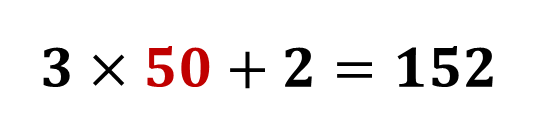 3 × 50 + 2 = 152